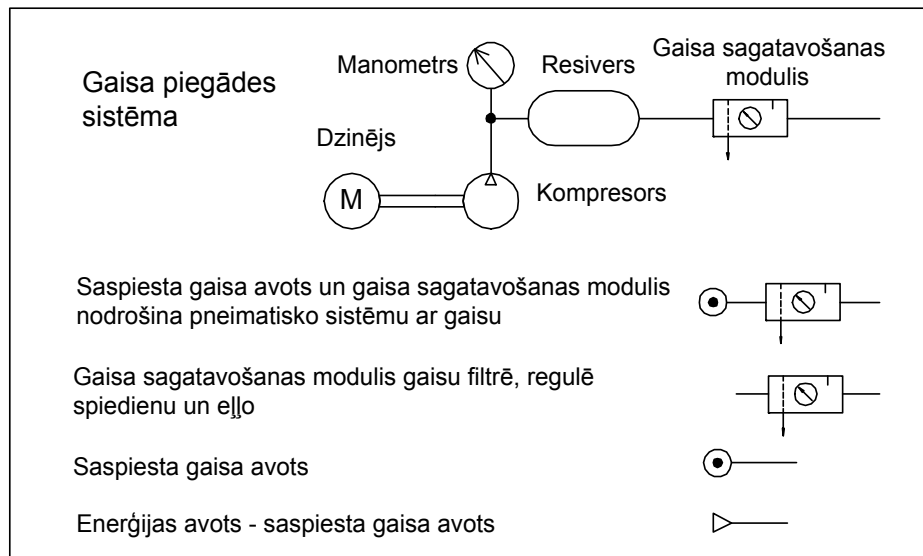 Gaisa piegādes
sistēma
Manometrs
Resivers
Gaisa sagatavošanas
modulis
Dzinējs
M
Kompresors
Saspiesta gaisa avots un gaisa sagatavošanas modulis
nodrošina pneimatisko sistēmu ar gaisu
Gaisa sagatavošanas modulis gaisu filtrē, regulē
spiedienu un eļļo
Saspiesta gaisa avots
Enerģijas avots - saspiesta gaisa avots